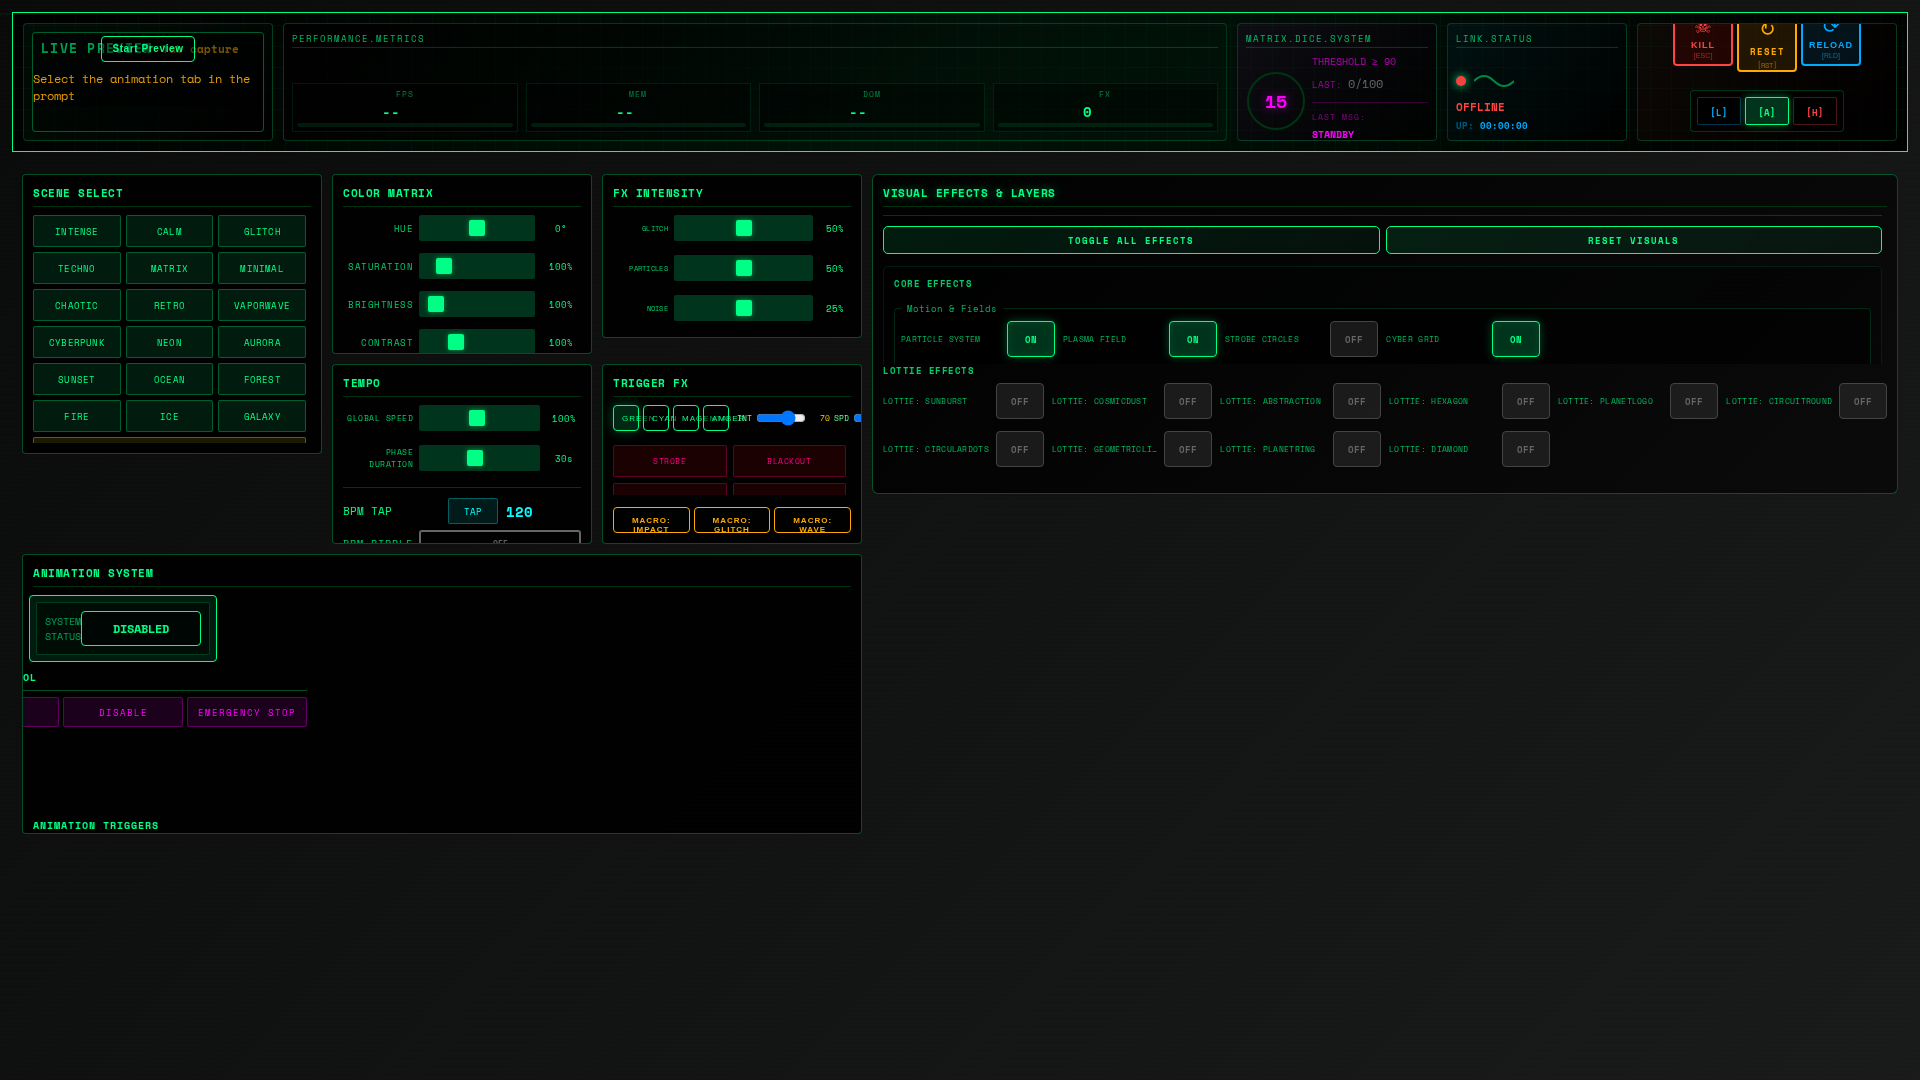 LIVE PRE
Start Preview
apture
Select the animation tab in the
prompt
PERFORMANCE.METRICS
FPS
--
MEM
--
DOM
--
FX
0
MATRIX.DICE.SYSTEM
15
THRESHOLD ≥ 90
LAST: 0/100
LAST MSG:
STANDBY
LINK.STATUS
OFFLINE
UP: 00:00:00
KILL
[ESC]
RESET
[RST]
RELOAD
[RLD]
[L]
[A]
[H]
SCENE SELECT
INTENSE
CALM
GLITCH
TECHNO
MATRIX
MINIMAL
CHAOTIC
RETRO
VAPORWAVE
CYBERPUNK
NEON
AURORA
SUNSET
OCEAN
FOREST
FIRE
ICE
GALAXY
COLOR MATRIX
HUE 0°
SATURATION 100%
BRIGHTNESS 100%
CONTRAST 100%
FX INTENSITY
GLITCH 50%
PARTICLES 50%
NOISE 25%
TEMPO
GLOBAL SPEED 100%
PHASE
DURATION 30s
BPM TAP TAP 120
BPM RIPPLE OFF
TRIGGER FX
GREEN CYAN MAGENTA AMBER INT 70 SPD
STROBE
BLACKOUT
MACRO:
IMPACT
MACRO:
GLITCH
MACRO:
WAVE
VISUAL EFFECTS & LAYERS
TOGGLE ALL EFFECTS
RESET VISUALS
CORE EFFECTS
Motion & Fields
PARTICLE SYSTEM ON PLASMA FIELD ON STROBE CIRCLES OFF CYBER GRID ON
LOTTIE EFFECTS
LOTTIE: SUNBURST OFF LOTTIE: COSMICDUST OFF LOTTIE: ABSTRACTION OFF LOTTIE: HEXAGON OFF LOTTIE: PLANETLOGO OFF LOTTIE: CIRCUITROUND OFF
LOTTIE: CIRCULARDOTS OFF LOTTIE: GEOMETRICLI… OFF LOTTIE: PLANETRING OFF LOTTIE: DIAMOND OFF
ANIMATION SYSTEM
SYSTEM
STATUS
DISABLED
OL
DISABLE
EMERGENCY STOP
ANIMATION TRIGGERS